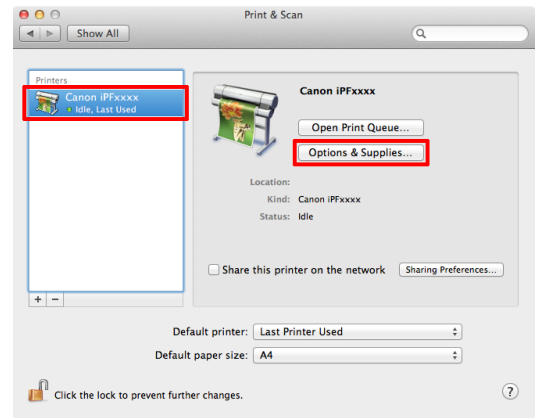 Print & Scan
Show All
Printers
Canon iPFxxxx
Idle, Last Used
Canon iPFxxxx
Open Print Queue...
Options & Supplies...
Location:
Kind: Canon iPFxxxx
Status: Idle
Share this printer on the network
Sharing Preferences...
+ −
Default printer: Last Printer Used
Default paper size: A4
Click the lock to prevent further changes.
?